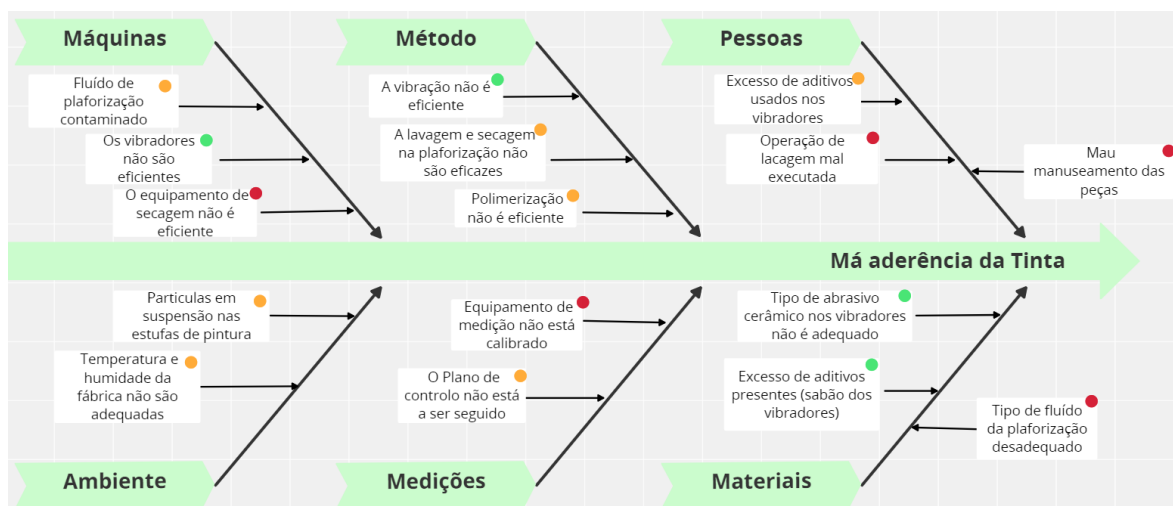 Máquinas
Método
Pessoas
Fluído de
plaforização
contaminado
Os vibradores
não são
eficientes
O equipamento de
secagem não é
eficiente
A vibração não é
eficiente
A lavagem e secagem
na plaforização não
são eficazes
Polimerização
não é eficiente
Excesso de aditivos
usados nos
vibradores
Operação de
lacagem mal
executada
Mau
manuseamento das
peças
Má aderência da Tinta
Particulas em
suspensão nas
estufas de pintura
Temperatura e
humidade da
fábrica não são
adequadas
Equipamento de
medição não está
calibrado
O Plano de
controlo não está
a ser seguido
Tipo de abrasivo
cerâmico nos vibradores
não é adequado
Excesso de aditivos
presentes (sabão dos
vibradores)
Tipo de fluído
da plaforização
desadequado
Ambiente
Medições
Materiais